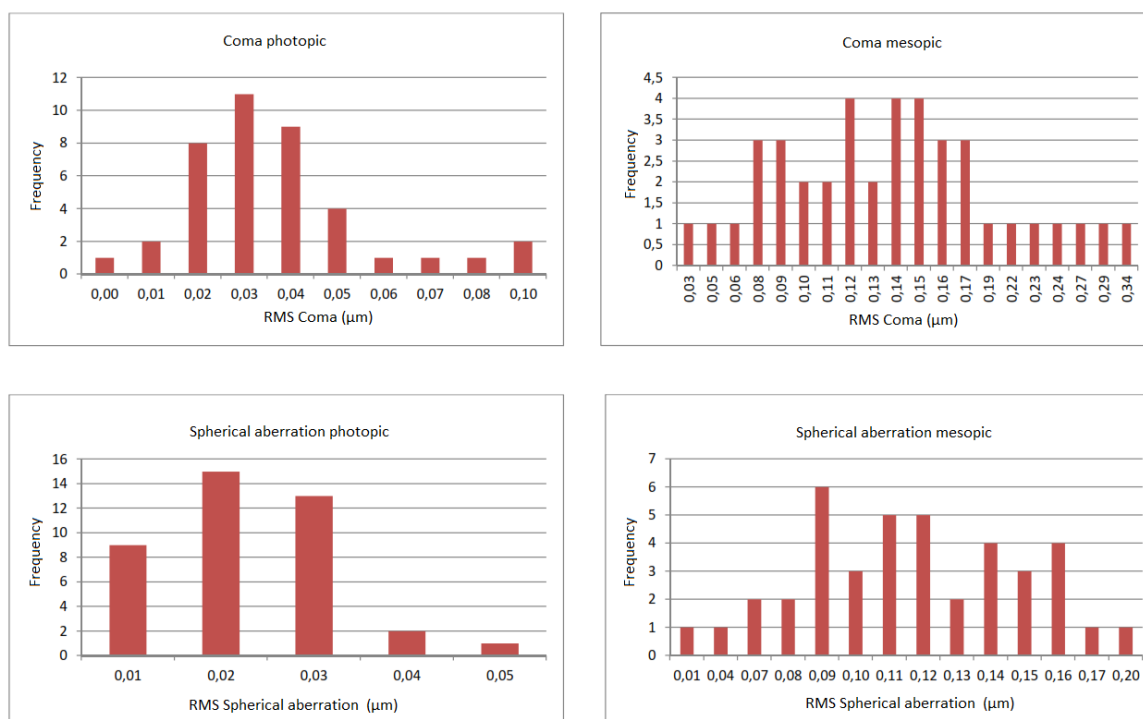 Coma photopic
12
10
8
6
4
2
0
Frequency
0,00 0,01 0,02 0,03 0,04 0,05 0,06 0,07 0,08 0,10
RMS Coma (µm)
Coma mesopic
4,5
4
3,5
3
2,5
2
1,5
1
0,5
0
Frequency
0,03 0,05 0,06 0,08 0,09 0,10 0,11 0,12 0,13 0,14 0,15 0,16 0,17 0,19 0,22 0,23 0,24 0,27 0,29 0,34
RMS Coma (µm)
Spherical aberration photopic
16
14
12
10
8
6
4
2
0
Frequency
0,01 0,02 0,03 0,04 0,05
RMS Spherical aberration (µm)
Spherical aberration mesopic
7
6
5
4
3
2
1
0
Frequency
0,01 0,04 0,07 0,08 0,09 0,10 0,11 0,12 0,13 0,14 0,15 0,16 0,17 0,20
RMS Spherical aberration (µm)